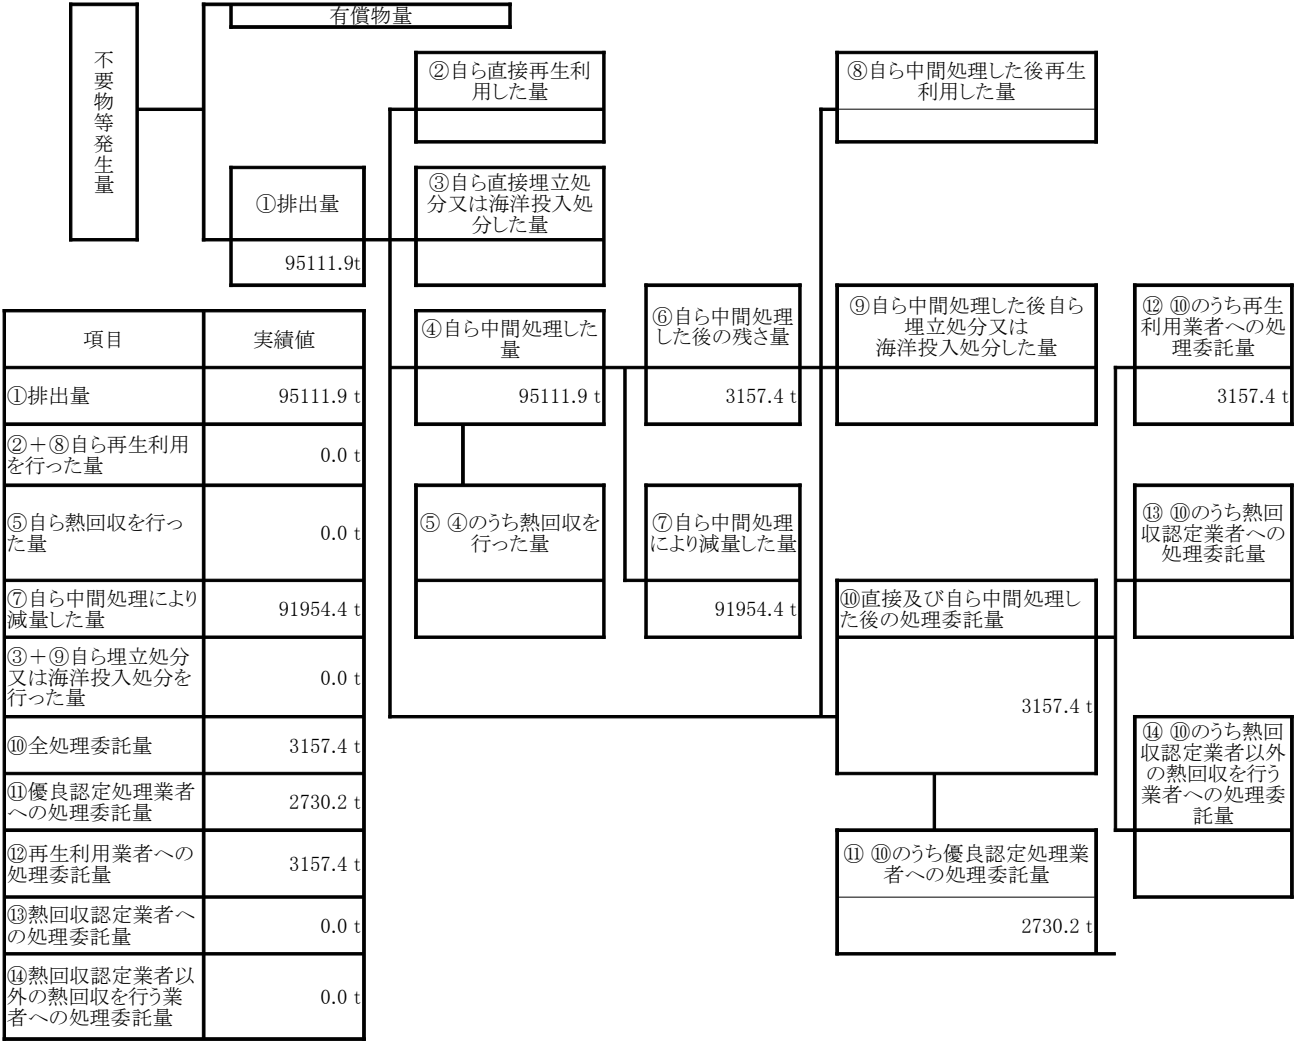 有償物量
不要物等発生量
②自ら直接再生利
用した量
⑧自ら中間処理した後再生
利用した量
①排出量
95111.9t
③自ら直接埋立処
分又は海洋投入処
分した量
④自ら中間処理した
量
95111.9 t
⑥自ら中間処理
した後の残さ量
3157.4 t
⑨自ら中間処理した後自ら
埋立処分又は
海洋投入処分した量
⑫ ⑩のうち再生
利用業者への処
理委託量
3157.4 t
⑤ ④のうち熱回収を
行った量
⑦自ら中間処理
により減量した量
91954.4 t
⑬ ⑩のうち熱回
収認定業者への
処理委託量
⑩直接及び自ら中間処理し
た後の処理委託量
3157.4 t
⑭ ⑩のうち熱回
収認定業者以外
の熱回収を行う
業者への処理委
託量
⑪ ⑩のうち優良認定処理業
者への処理委託量
2730.2 t
項目 実績値
①排出量 95111.9 t
②＋⑧自ら再生利用
を行った量 0.0 t
⑤自ら熱回収を行っ
た量 0.0 t
⑦自ら中間処理により
減量した量 91954.4 t
③＋⑨自ら埋立処分
又は海洋投入処分を
行った量 0.0 t
⑩全処理委託量 3157.4 t
⑪優良認定処理業者
への処理委託量 2730.2 t
⑫再生利用業者への
処理委託量 3157.4 t
⑬熱回収認定業者へ
の処理委託量 0.0 t
⑭熱回収認定業者以
外の熱回収を行う業
者への処理委託量 0.0 t